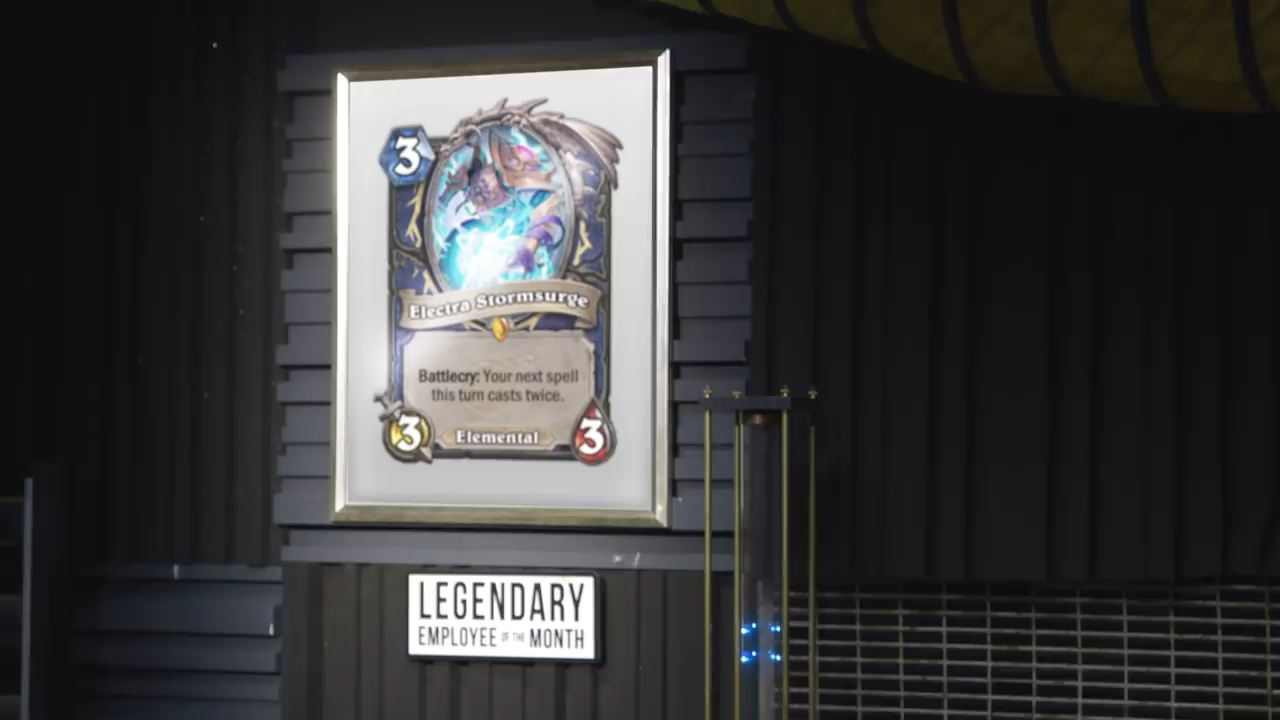 3
Electra Stormsurge
Battlecry: Your next spell
this turn casts twice.
3 Elemental 3
LEGENDARY
EMPLOYEE OF THE MONTH